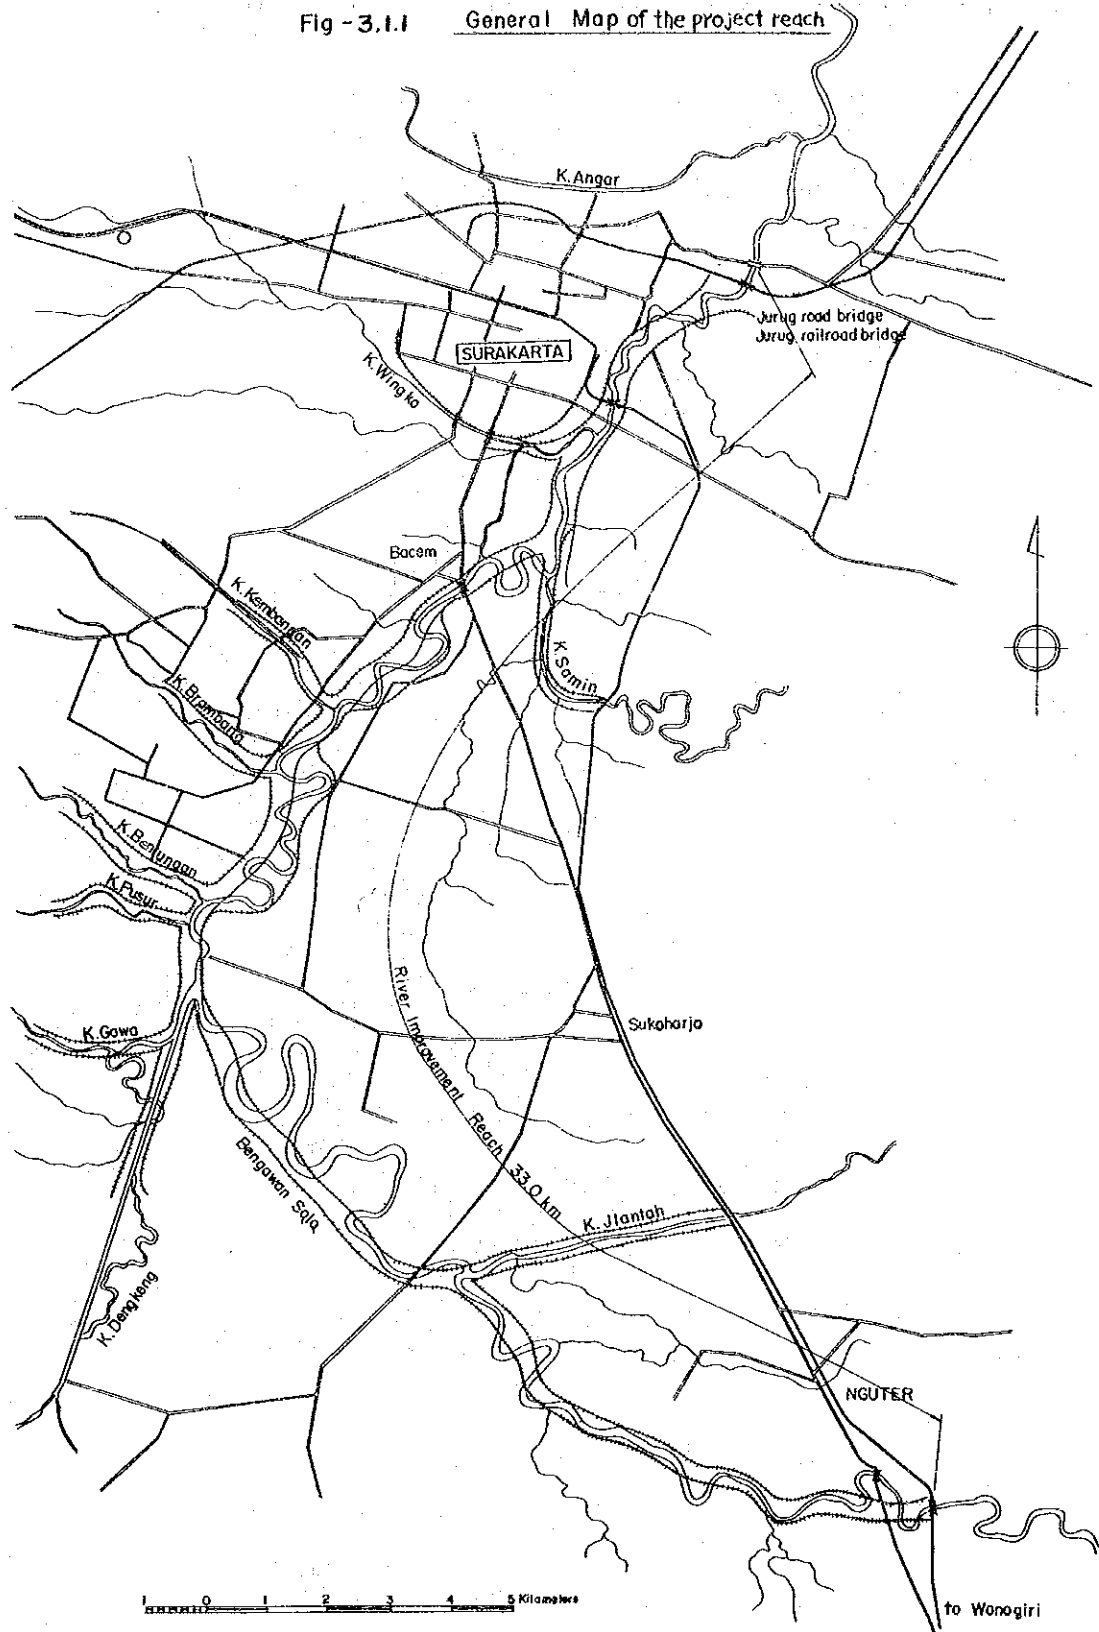 Fig - 3.1.1 General Map of the project reach
K. Angar
Jurug road bridge
Jurug railroad bridge
SURAKARTA
K. Wingko
Bacem
K. Kembangan
K. Samin
K. Brambang
K. Pusur
K. Gawa
Sukoharjo
River Improvement Reach 33.0 km
Bengawan Sala
K. Jlantah
K. Dengkeng
NGUTER
1 0 1 2 3 4 5 Kilometers
to Wonogiri